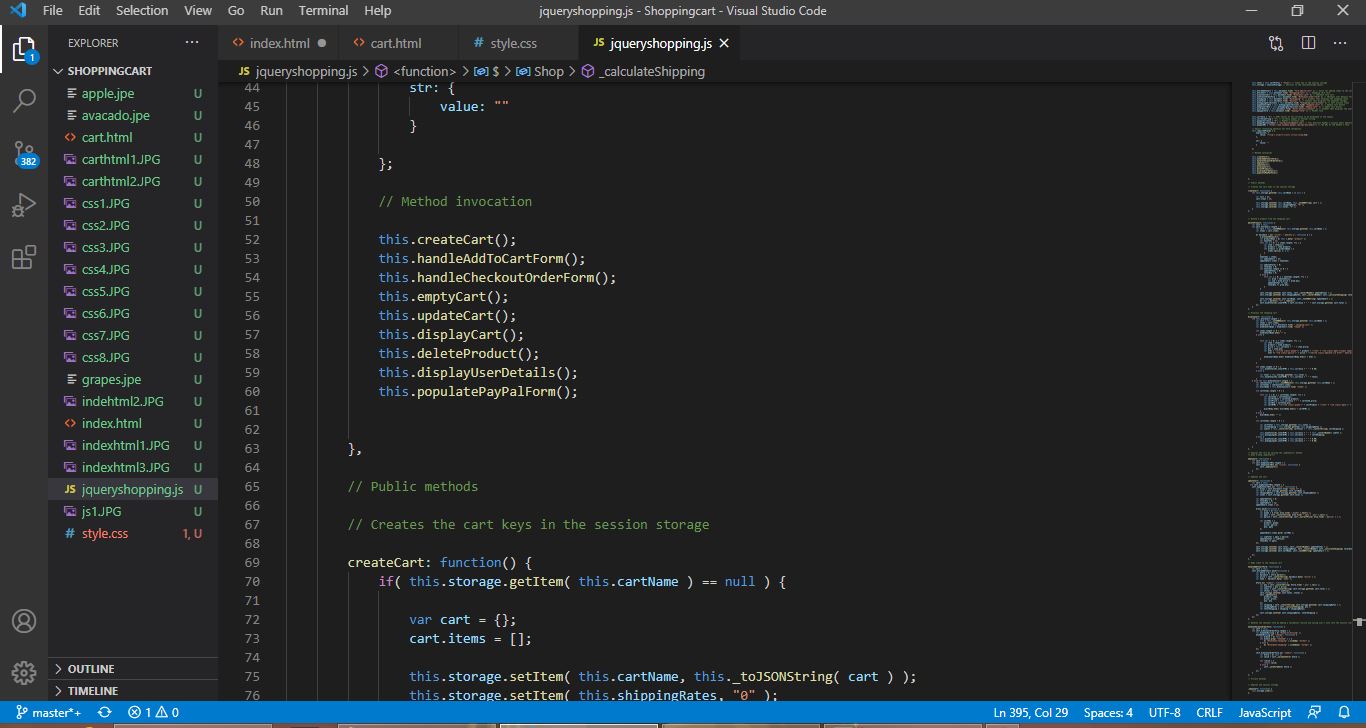 File Edit Selection View Go Run Terminal Help
jqueryshopping.js - Shoppingcart - Visual Studio Code
EXPLORER
index.html
cart.html
style.css
jqueryshopping.js
jqueryshopping.js > <function> > $ > Shop > _calculateShipping
SHOPPINGCART
apple.jpe U
avacado.jpe U
cart.html U
carthtml1.JPG U
carthtml2.JPG U
css1.JPG U
css2.JPG U
css3.JPG U
css4.JPG U
css5.JPG U
css6.JPG U
css7.JPG U
css8.JPG U
grapes.jpe U
indehtml2.JPG U
index.html U
indexhtml1.JPG U
indexhtml3.JPG U
jqueryshopping.js U
js1.JPG U
style.css 1, U
OUTLINE
TIMELINE
1
382
44 str: {
45 value: ""
46 }
47
48 };
49
50 // Method invocation
51
52 this.createCart();
53 this.handleAddToCartForm();
54 this.handleCheckoutOrderForm();
55 this.emptyCart();
56 this.updateCart();
57 this.displayCart();
58 this.deleteProduct();
59 this.displayUserDetails();
60 this.populatePayPalForm();
61
62
63 },
64
65 // Public methods
66
67 // Creates the cart keys in the session storage
68
69 createCart: function() {
70 if( this.storage.getItem( this.cartName ) == null ) {
71
72 var cart = {};
73 cart.items = [];
74
75 this.storage.setItem( this.cartName, this._toJSONString( cart ) );
76 this.storage.setItem( this.shippingRates, "0" );
master*+ 1 0
Ln 395, Col 29 Spaces: 4 UTF-8 CRLF JavaScript